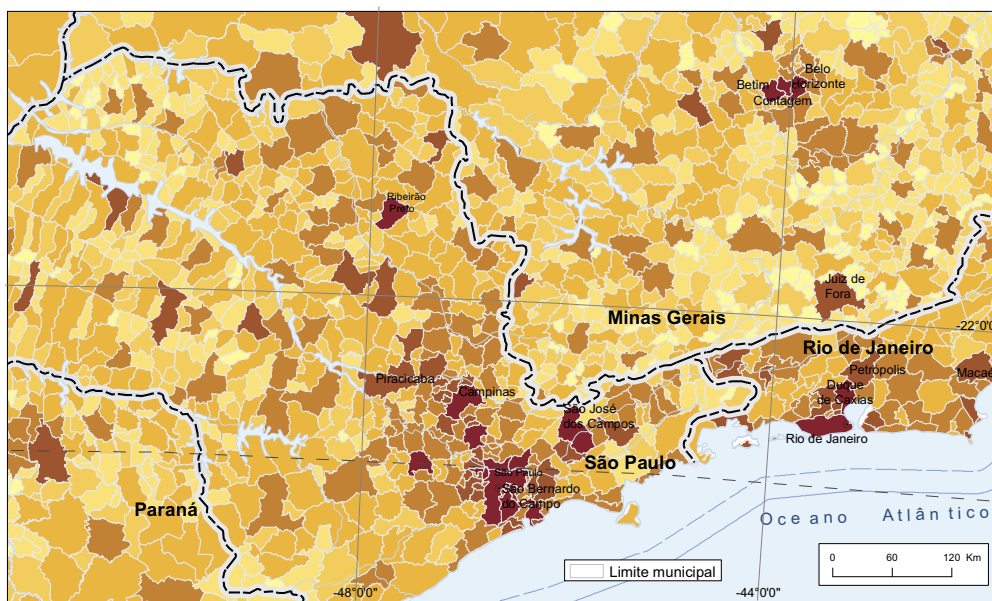 Belo
Horizonte
Betim
Contagem
Ribeirão
Preto
Juiz de
Fora
Minas Gerais
-22°0'0"
Rio de Janeiro
Petrópolis
Macaé
Duque
de Caxias
Piracicaba
Campinas
São José
dos Campos
Rio de Janeiro
São Paulo
São Paulo
São Bernardo
do Campo
Paraná
Oceano Atlântico
Limite municipal
0 60 120 Km
-48°0'0"
-44°0'0"